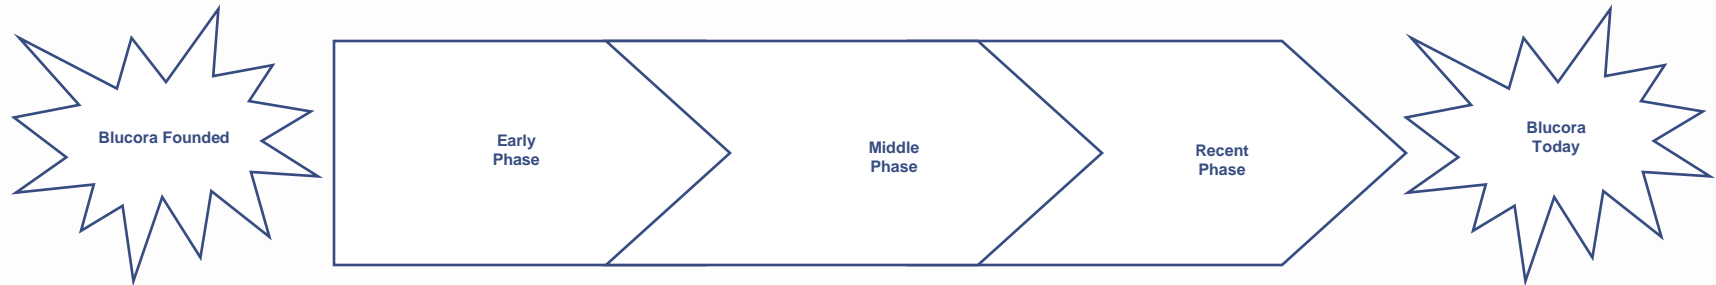 Blucora Founded
Early
Phase
Middle
Phase
Recent
Phase
Blucora
Today